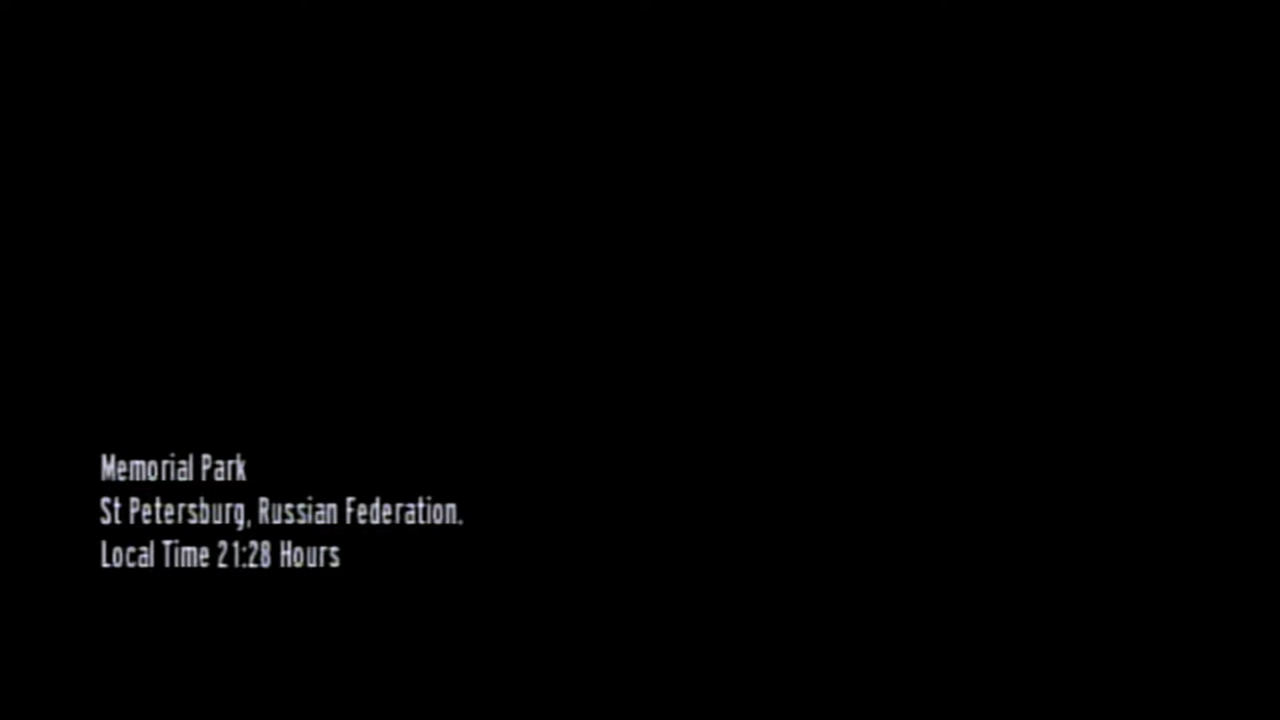 Memorial Park
St Petersburg, Russian Federation.
Local Time 21:28 Hours